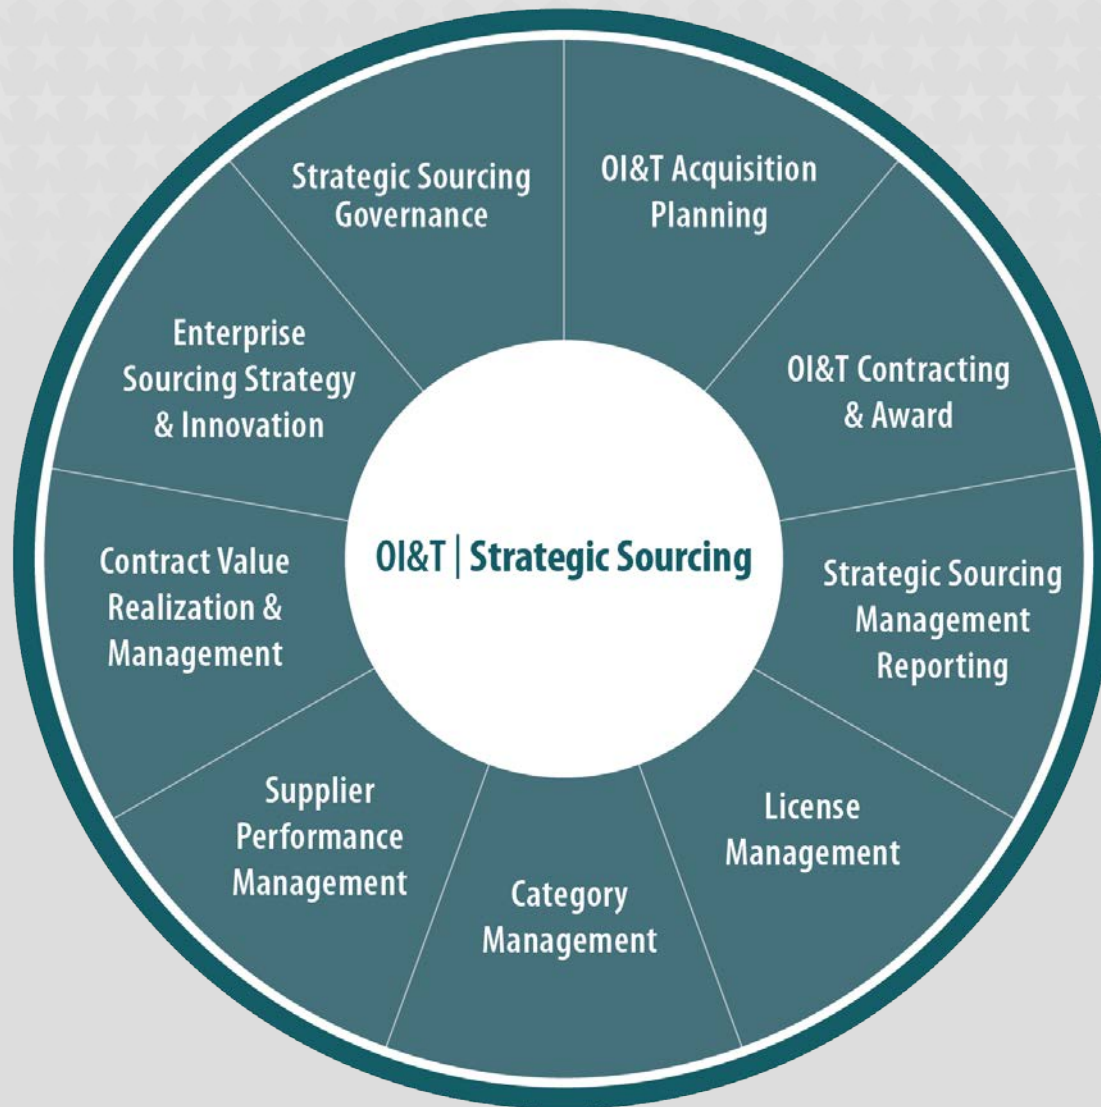 Strategic Sourcing
Governance
OI&T Acquisition
Planning
OI&T Contracting
& Award
Strategic Sourcing
Management
Reporting
License
Management
Category
Management
Supplier
Performance
Management
Contract Value
Realization &
Management
Enterprise
Sourcing Strategy
& Innovation
OI&T | Strategic Sourcing